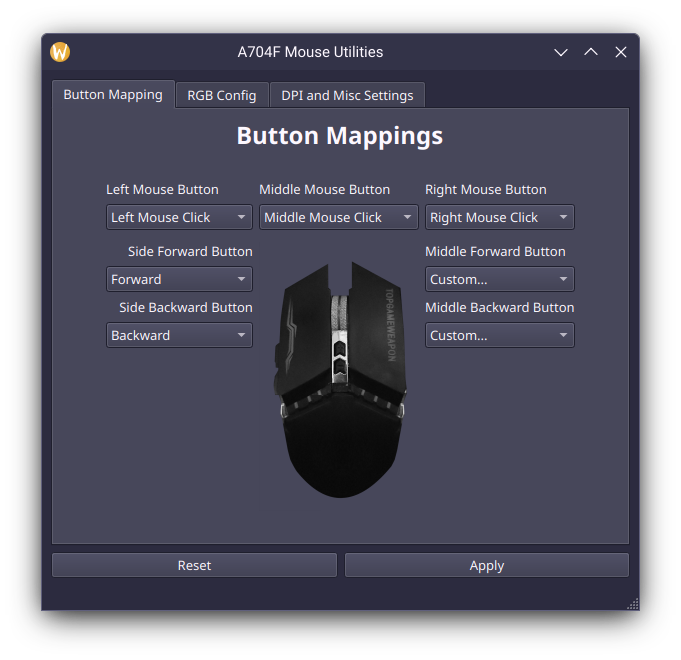 A704F Mouse Utilities
Button Mapping RGB Config DPI and Misc Settings
Button Mappings
Left Mouse Button Middle Mouse Button Right Mouse Button
Left Mouse Click Middle Mouse Click Right Mouse Click
Side Forward Button Middle Forward Button
Forward Custom...
Side Backward Button Middle Backward Button
Backward Custom...
TOPGAMEWEAPON
Reset Apply